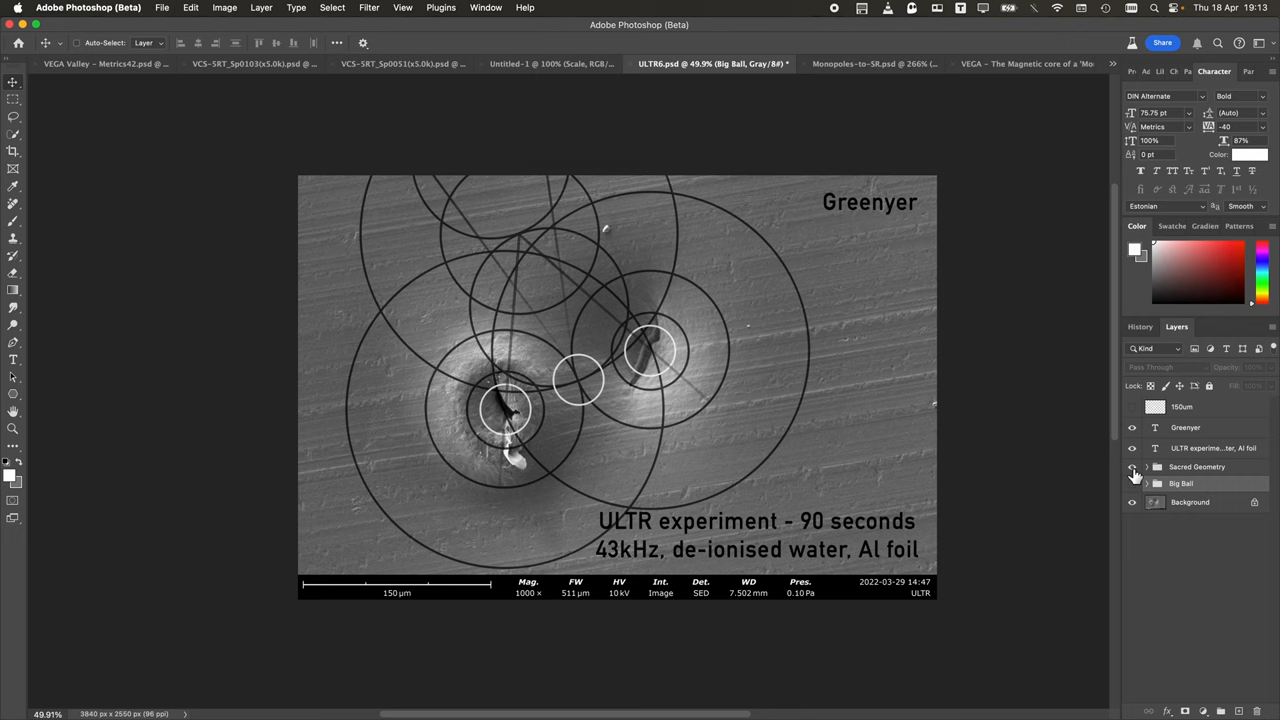 Adobe Photoshop (Beta) File Edit Image Layer Type Select Filter View Plugins Window Help
Thu 18 Apr 19:13
Adobe Photoshop (Beta)
Auto-Select: Layer
Share
VEGA Valley – Metrics42.psd @ ...
VCS-5RT_Sp0103(x5.0k).psd @ ...
VCS-5RT_Sp0051(x5.0k).psd @ ...
Untitled-1 @ 100% (Scale, RGB/...
ULTR6.psd @ 49.9% (Big Ball, Gray/8#) *
Monopoles-to-SR.psd @ 266% (...
VEGA – The Magnetic core of a 'Mo
Character
Par
DIN Alternate
Bold
75.75 pt
(Auto)
Metrics
-40
100%
87%
0 pt
Color:
Estonian
Smooth
Color Swatche Gradien Patterns
History Layers
Kind
Pass Through
Opacity: 100%
Lock:
Fill: 100%
150um
Greenyer
ULTR experime...ter, Al foil
Sacred Geometry
Big Ball
Background
Greenyer
ULTR experiment - 90 seconds
43kHz, de-ionised water, Al foil
150 µm
Mag. FW HV Int. Det. WD Pres.
1000 × 511 µm 10 kV Image SED 7.502 mm 0.10 Pa
2022-03-29 14:47
ULTR
49.91%
3840 px x 2550 px (96 ppi)